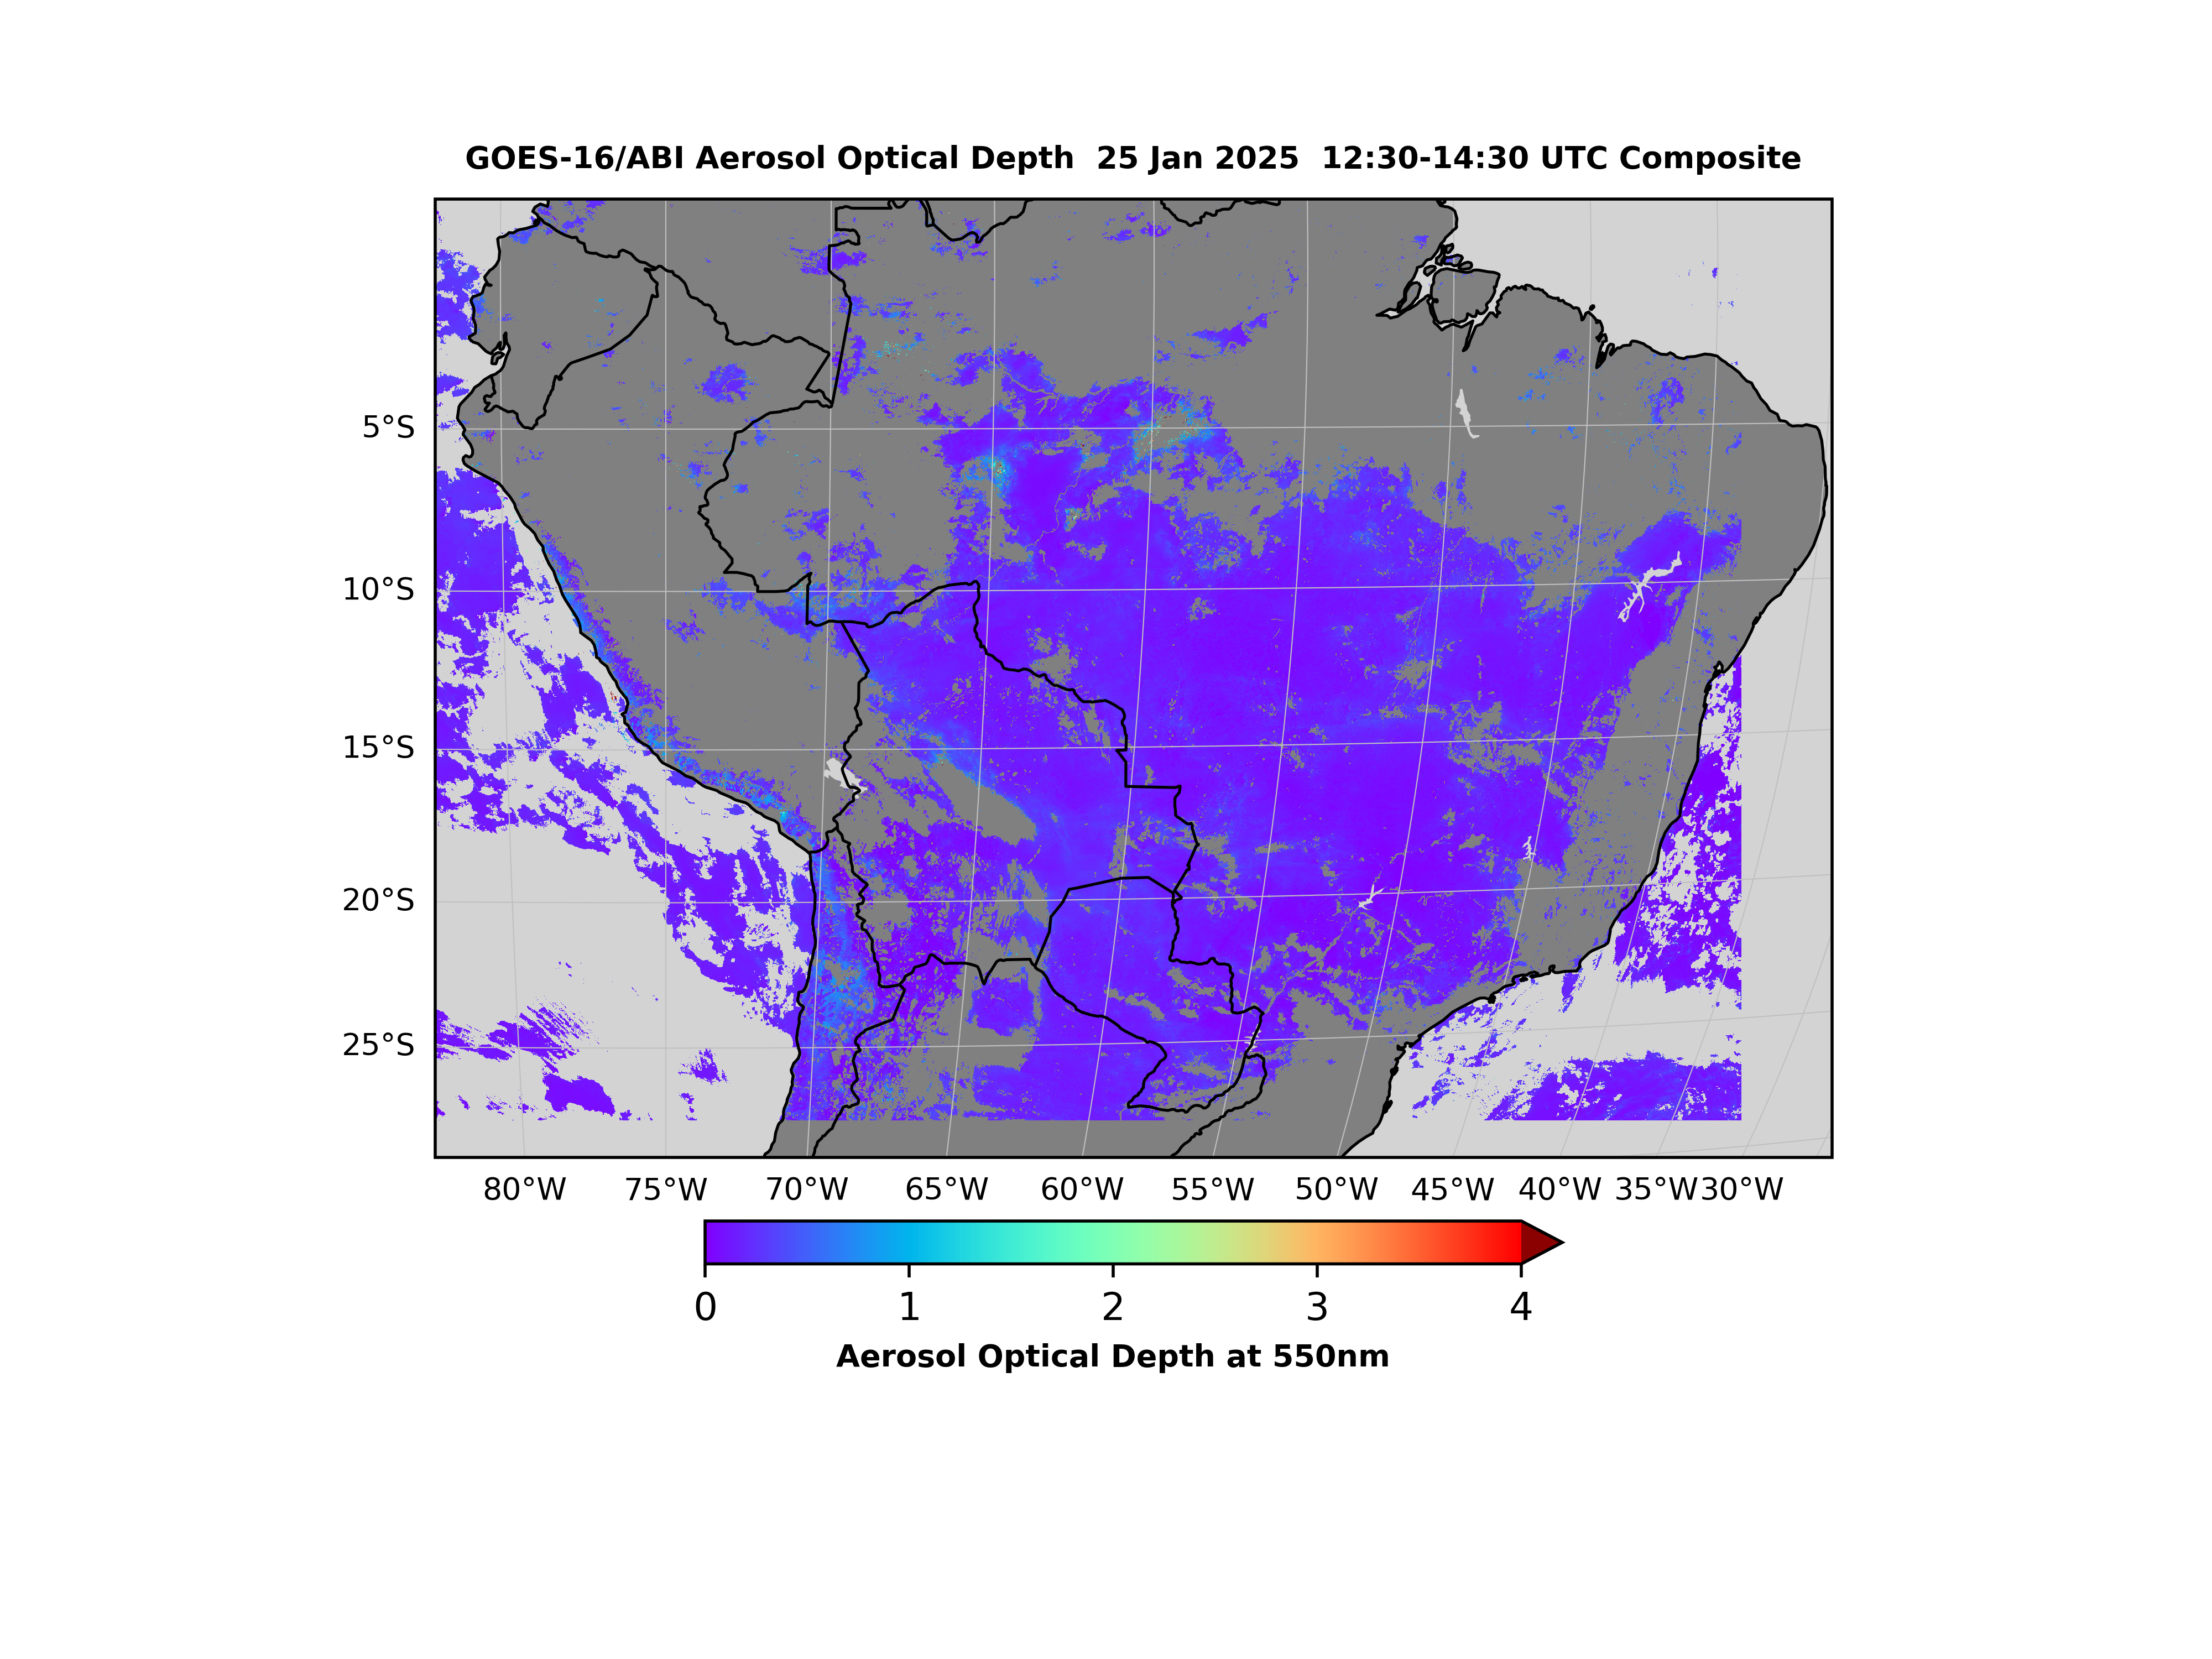 GOES-16/ABI Aerosol Optical Depth  25 Jan 2025  12:30-14:30 UTC Composite
5°S
10°S
15°S
20°S
25°S
80°W 75°W 70°W 65°W 60°W 55°W 50°W 45°W 40°W 35°W 30°W
0 1 2 3 4
Aerosol Optical Depth at 550nm